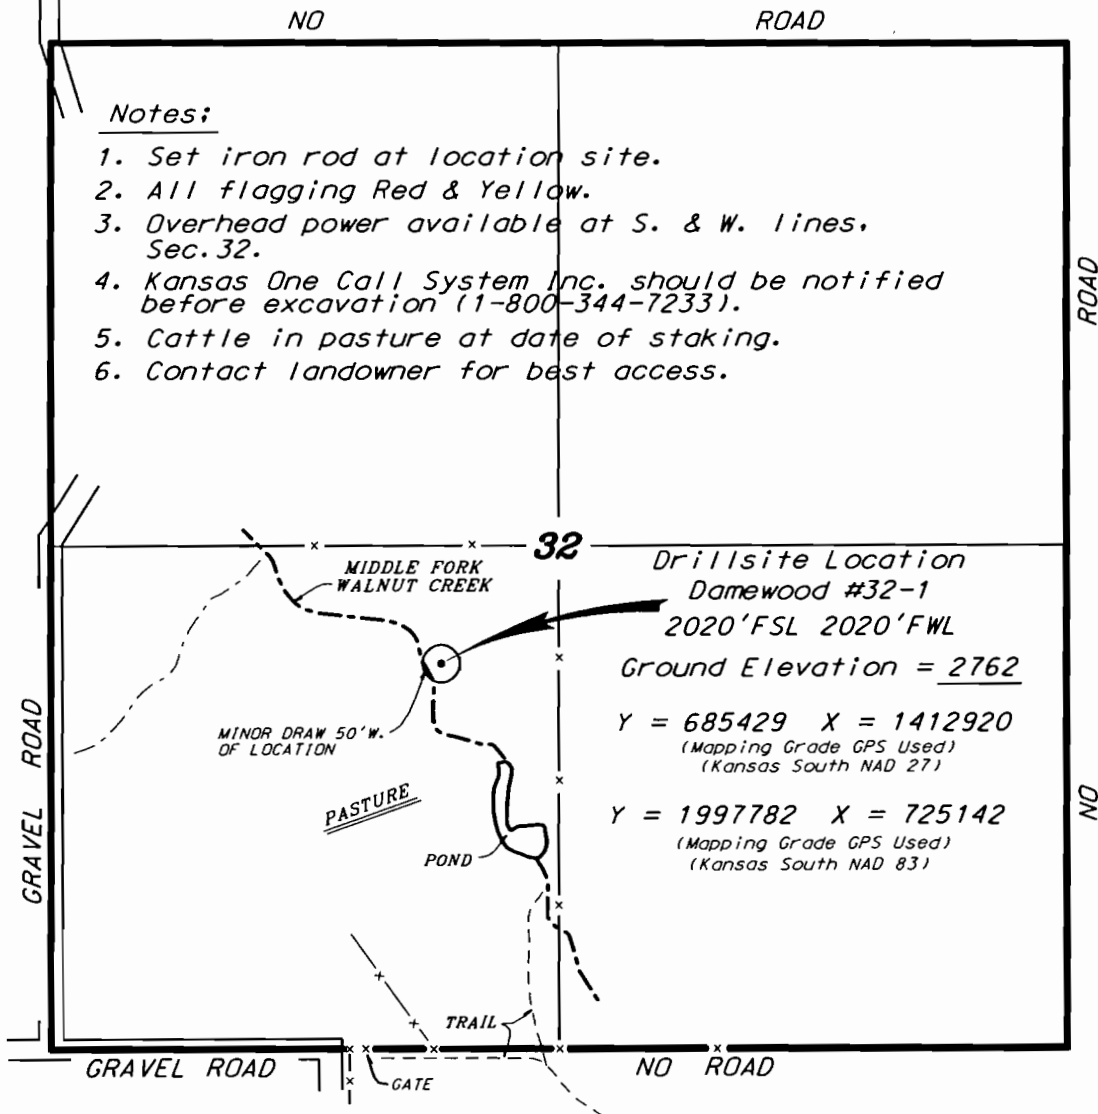 NO ROAD
Notes:
1. Set iron rod at location site.
2. All flagging Red & Yellow.
3. Overhead power available at S. & W. lines,
Sec. 32.
4. Kansas One Call System Inc. should be notified
before excavation (1-800-344-7233).
5. Cattle in pasture at date of staking.
6. Contact landowner for best access.
ROAD
NO
32
MIDDLE FORK
WALNUT CREEK
Drillsite Location
Damewood #32-1
2020'FSL 2020'FWL
Ground Elevation = 2762
Y = 685429 X = 1412920
(Mapping Grade GPS Used)
(Kansas South NAD 27)
Y = 1997782 X = 725142
(Mapping Grade GPS Used)
(Kansas South NAD 83)
MINOR DRAW 50'W.
OF LOCATION
PASTURE
POND
GRAVEL ROAD
TRAIL
GRAVEL ROAD
GATE
NO ROAD